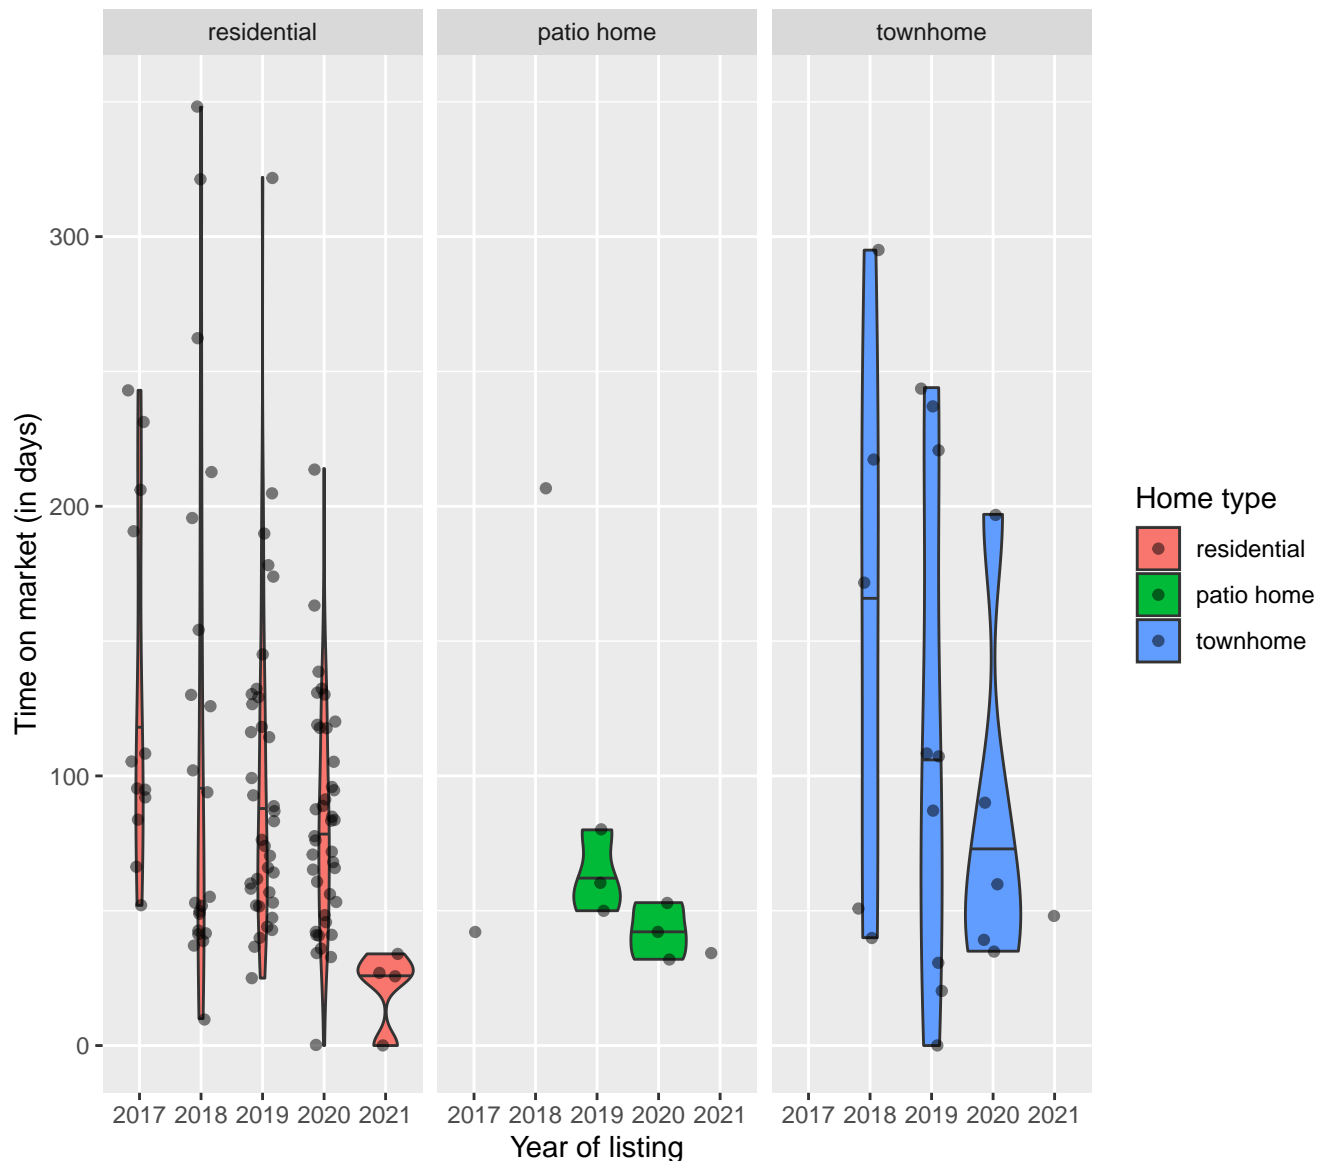 residential
patio home
townhome
Time on market (in days)
300
200
100
0
2017 2018 2019 2020 2021
2017 2018 2019 2020 2021
2017 2018 2019 2020 2021
Year of listing
Home type
residential
patio home
townhome